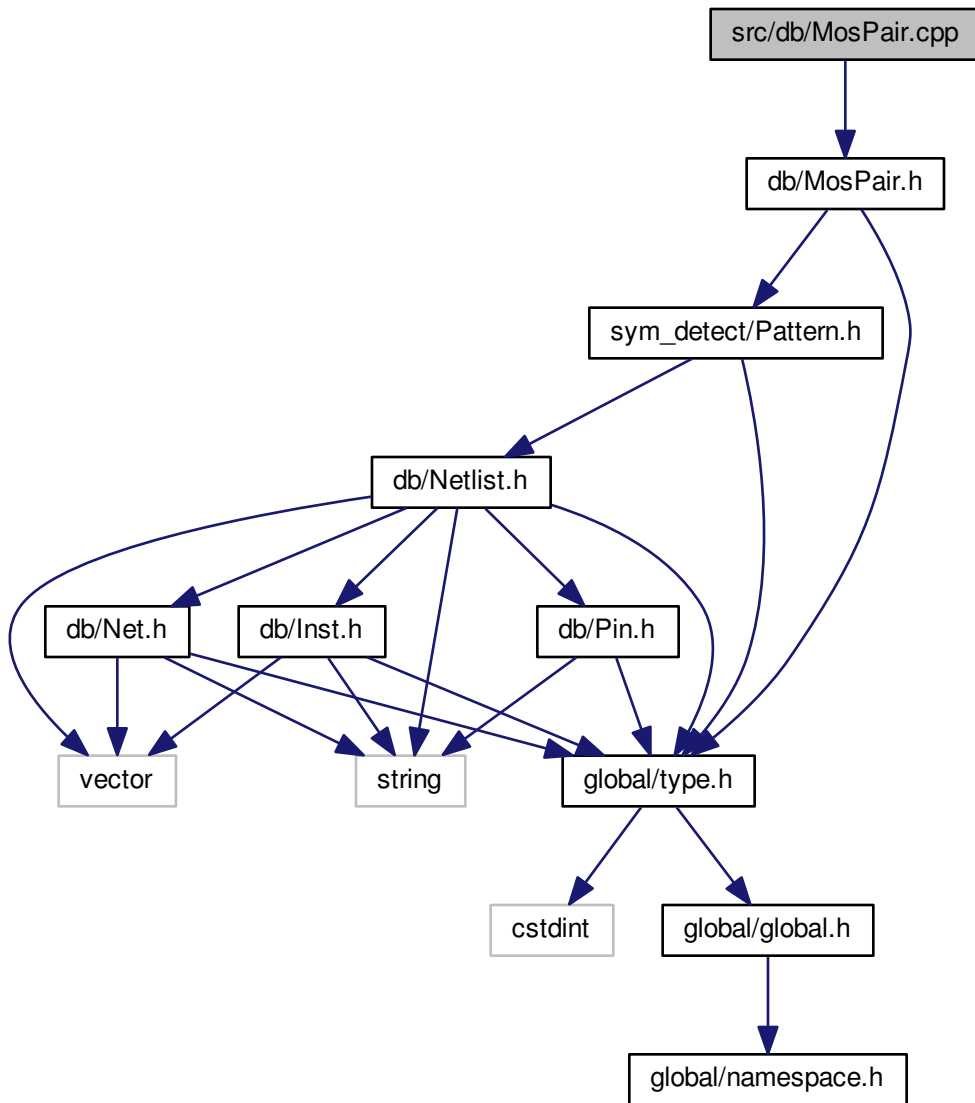 src/db/MosPair.cpp
db/MosPair.h
sym_detect/Pattern.h
db/Netlist.h
db/Net.h
db/Inst.h
db/Pin.h
vector
string
global/type.h
cstdint
global/global.h
global/namespace.h